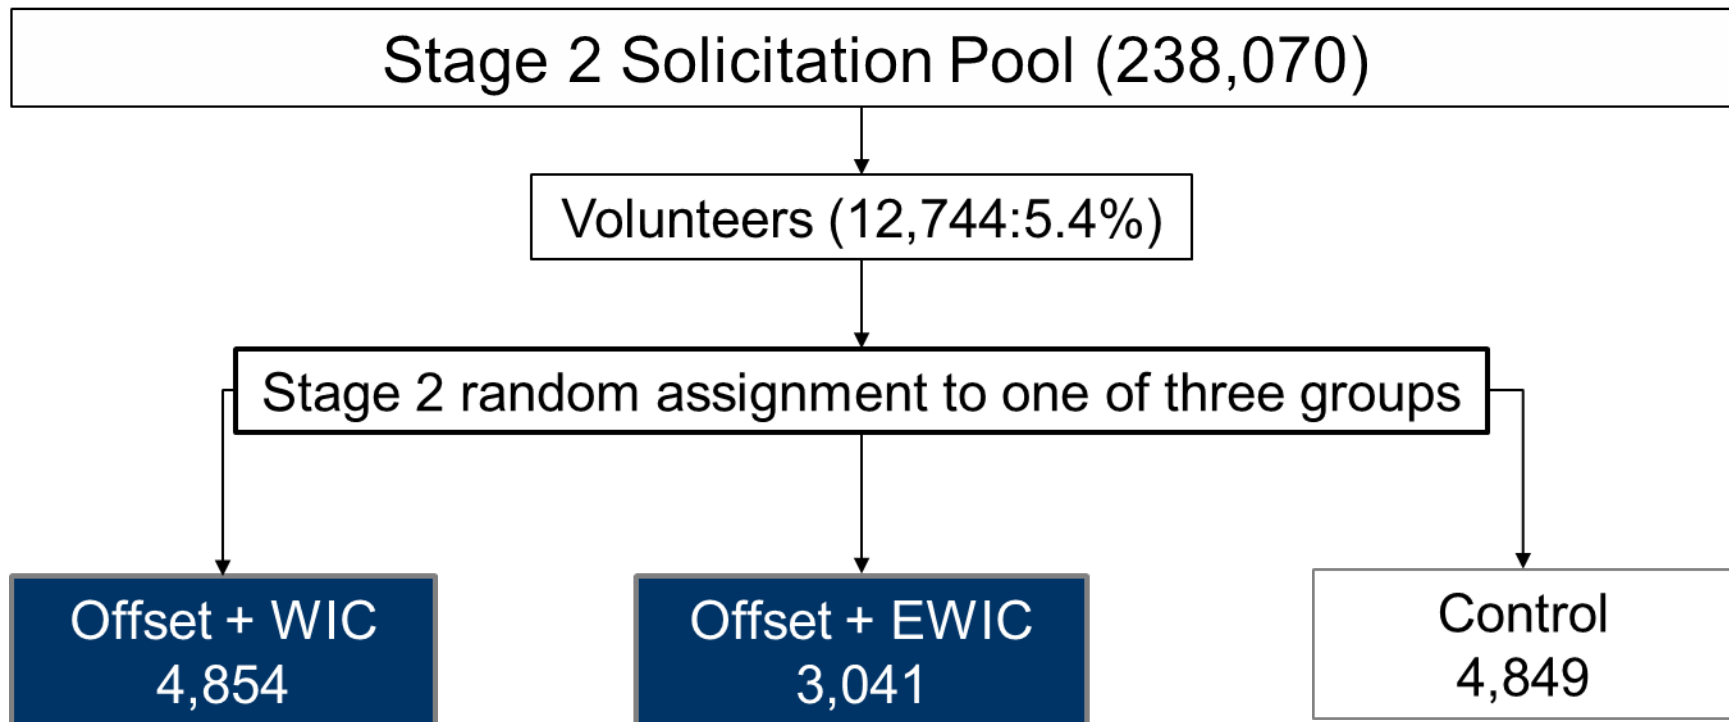 Stage 2 Solicitation Pool (238,070)
Volunteers (12,744:5.4%)
Stage 2 random assignment to one of three groups
Offset + WIC
4,854
Offset + EWIC
3,041
Control
4,849